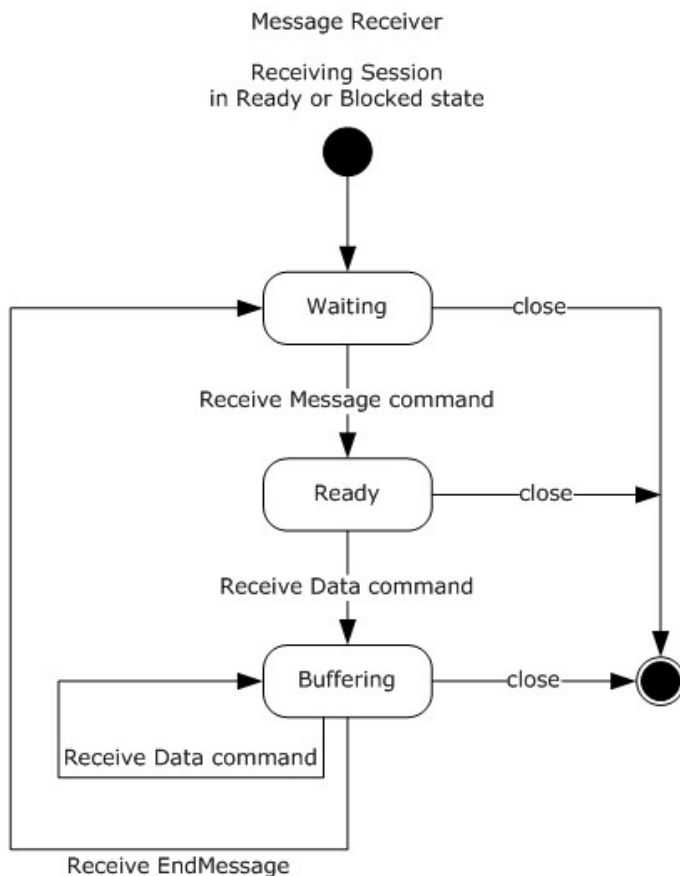 Message Receiver
Receiving Session
in Ready or Blocked state
Waiting
close
Receive Message command
Ready
close
Receive Data command
Buffering
close
Receive Data command
Receive EndMessage